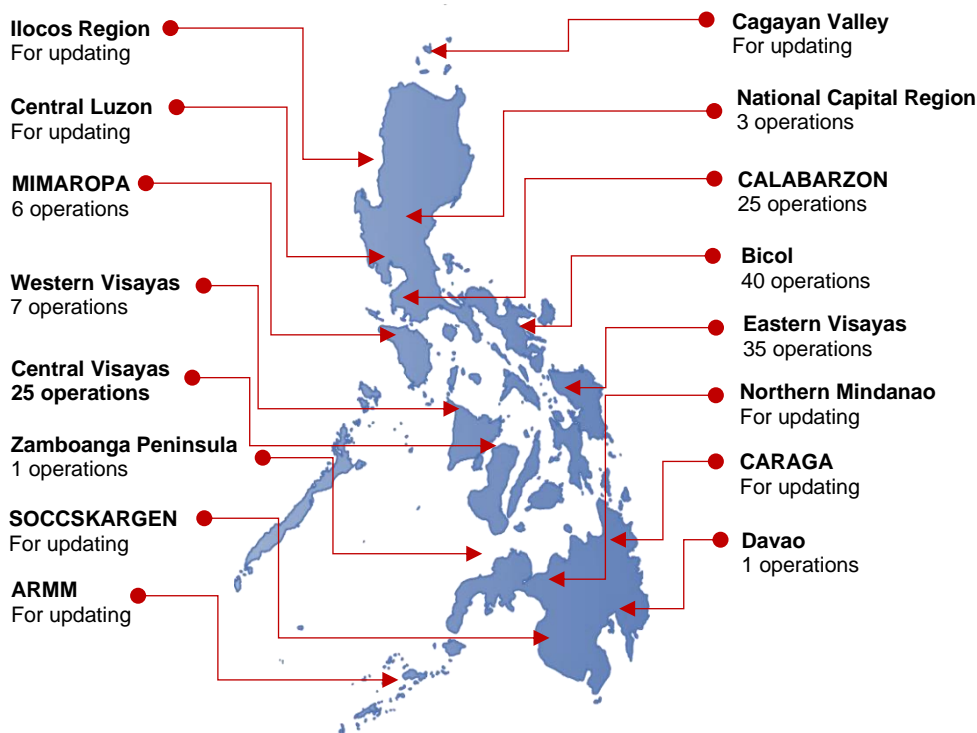 Ilocos Region
For updating
Central Luzon
For updating
MIMAROPA
6 operations
Western Visayas
7 operations
Central Visayas
25 operations
Zamboanga Peninsula
1 operations
SOCCSKARGEN
For updating
ARMM
For updating
Cagayan Valley
For updating
National Capital Region
3 operations
CALABARZON
25 operations
Bicol
40 operations
Eastern Visayas
35 operations
Northern Mindanao
For updating
CARAGA
For updating
Davao
1 operations